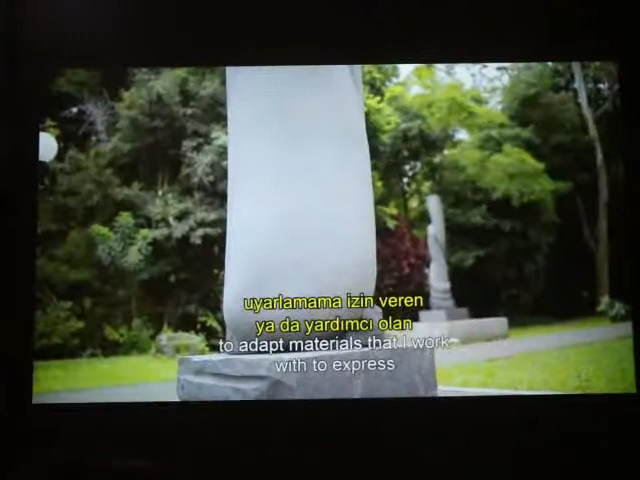 uyarlamama izin veren
ya da yardımcı olan
to adapt materials that I work
with to express